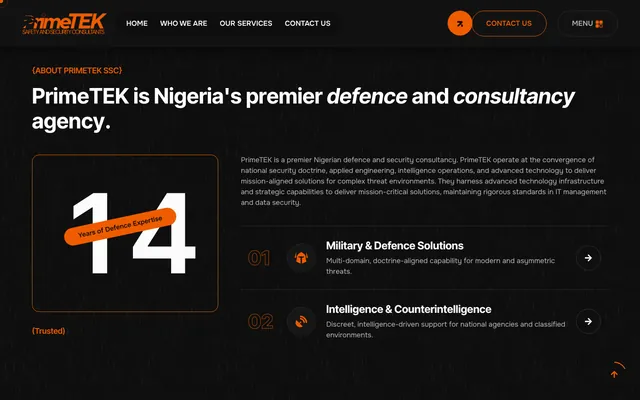 PrimeTEK
SAFETY AND SECURITY CONSULTANTS
HOME
WHO WE ARE
OUR SERVICES
CONTACT US
CONTACT US
MENU
{ABOUT PRIMETEK SSC}
PrimeTEK is Nigeria's premier defence and consultancy
agency.
14
Years of Defence Expertise
{Trusted}
PrimeTEK is a premier Nigerian defence and security consultancy. PrimeTEK operate at the convergence of
national security doctrine, applied engineering, intelligence operations, and advanced technology to deliver
mission-aligned solutions for complex threat environments. They harness advanced technology infrastructure
and strategic capabilities to deliver mission-critical solutions, maintaining rigorous standards in IT management
and data security.
01
Military & Defence Solutions
Multi-domain, doctrine-aligned capability for modern and asymmetric
threats.
02
Intelligence & Counterintelligence
Discreet, intelligence-driven support for national agencies and classified
environments.